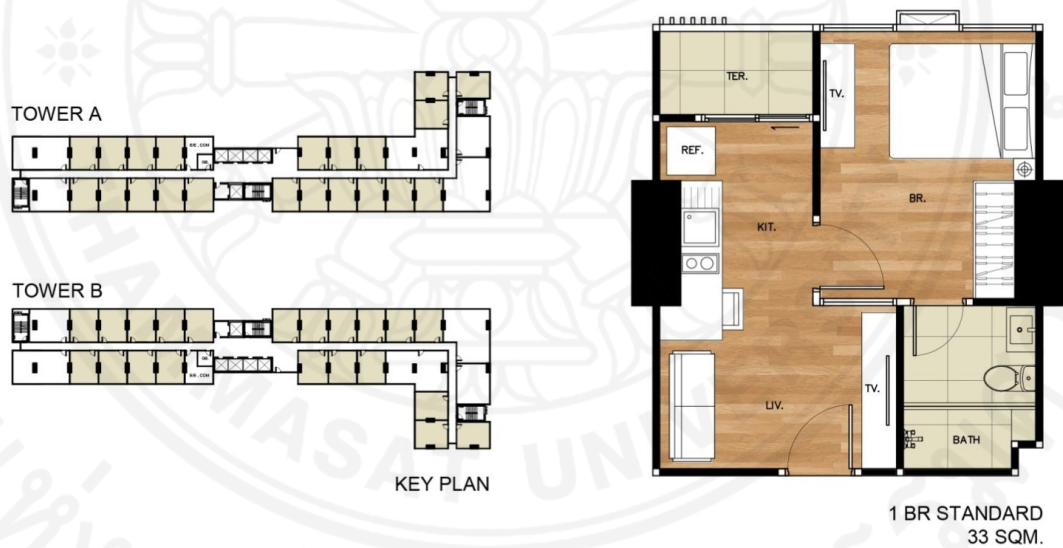 TOWER A
TOWER B
KEY PLAN
TER.
TV.
REF.
KIT.
BR.
LIV.
TV.
BATH
1 BR STANDARD
33 SQM.